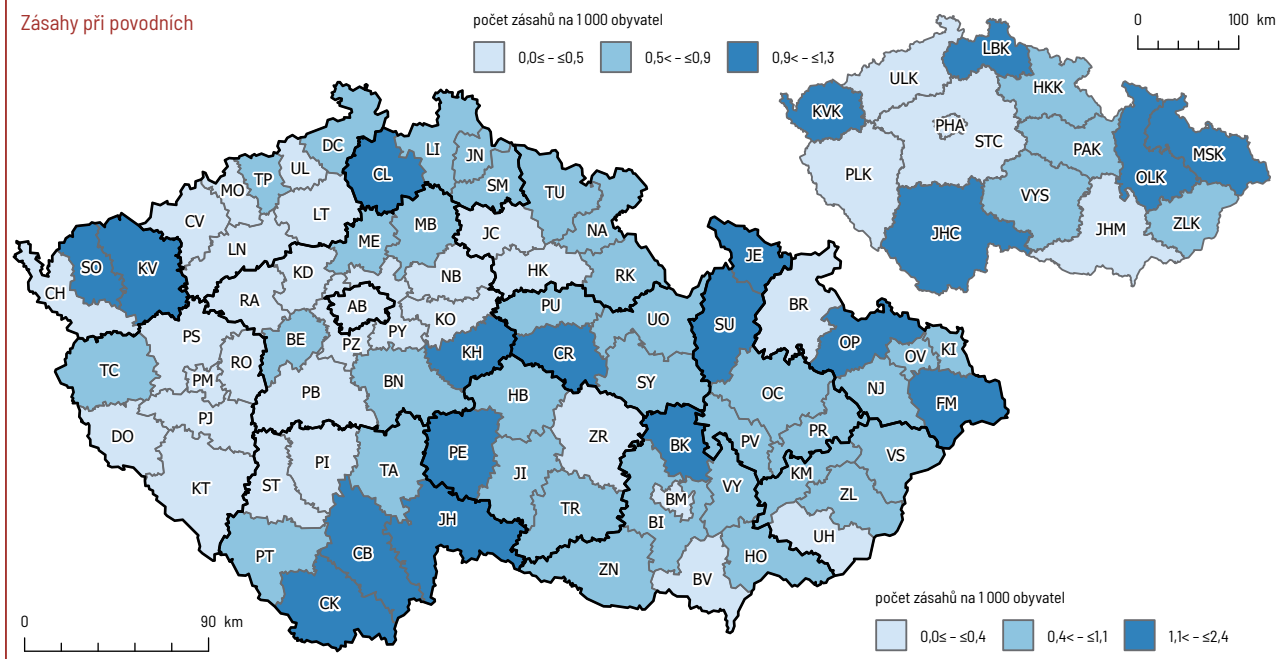 Zásahy při povodních
počet zásahů na 1 000 obyvatel
0,0≤ – ≤0,5
0,5< – ≤0,9
0,9< – ≤1,3
0
100 km
LBK
ULK
HKK
KVK
PHA
STC
PAK
MSK
PLK
OLK
VYS
JHC
JHM
ZLK
DC
LI
JN
UL
TP
CL
MO
SM
TU
CV
LT
MB
NA
LN
ME
JC
SO
KV
KD
NB
HK
RK
JE
CH
RA
AB
KO
PU
UO
BR
PS
BE
PZ
PY
KH
CR
SU
OP
KI
OV
RO
TC
PM
PB
BN
HB
SY
OC
NJ
FM
PJ
DO
ZR
BK
PV
PR
PI
TA
PE
JI
KM
VS
KT
ST
BM
VY
ZL
TR
BI
JH
UH
PT
CB
ZN
BV
HO
CK
počet zásahů na 1 000 obyvatel
0,0≤ – ≤0,4
0,4< – ≤1,1
1,1< – ≤2,4
0
90 km